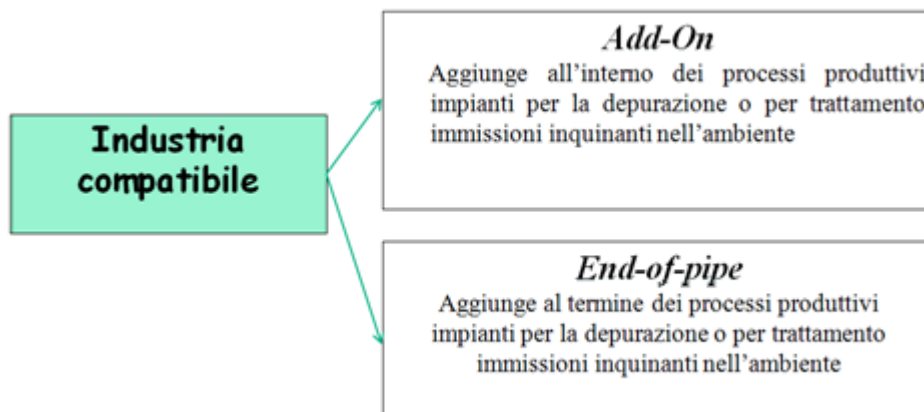 Industria
compatibile
Add-On
Aggiunge all'interno dei processi produttivi
impianti per la depurazione o per trattamento
immissioni inquinanti nell'ambiente
End-of-pipe
Aggiunge al termine dei processi produttivi
impianti per la depurazione o per trattamento
immissioni inquinanti nell'ambiente